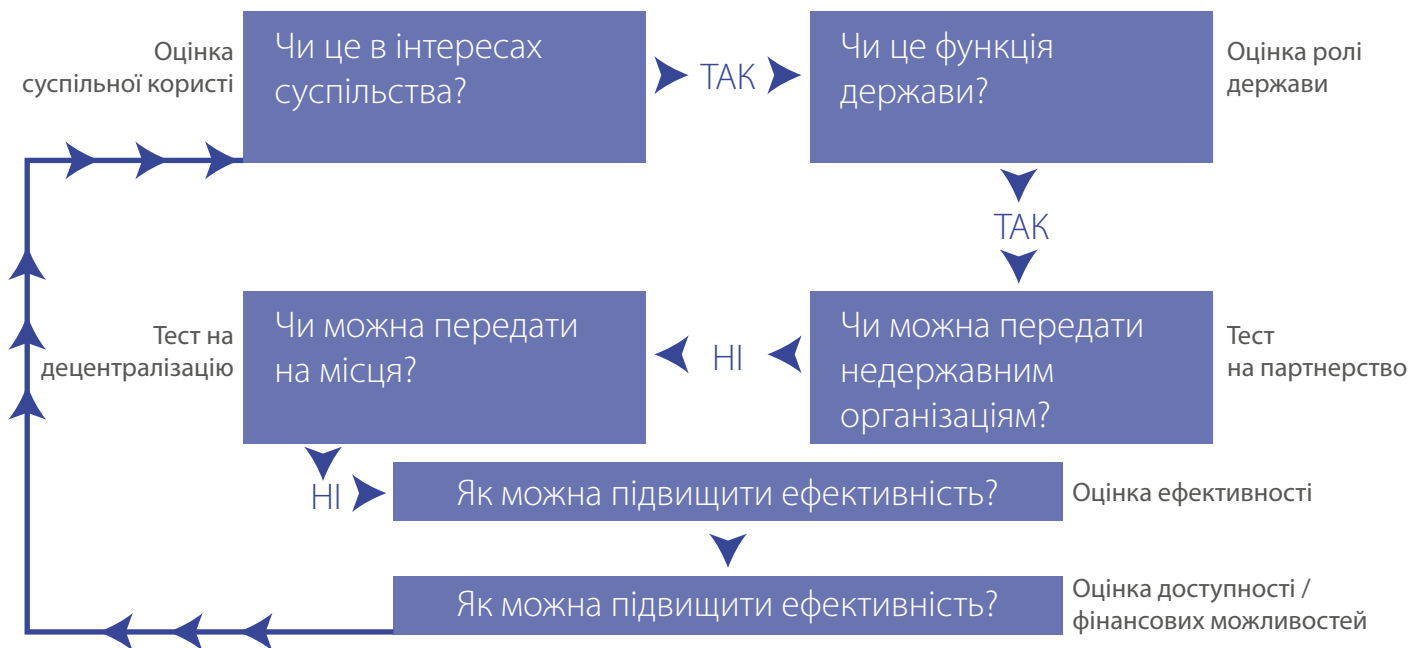 Оцінка
суспільної користі
Чи це в інтересах
суспільства?
ТАК
Чи це функція
держави?
Оцінка ролі
держави
ТАК
Тест на
децентралізацію
Чи можна передати
на місця?
НІ
Чи можна передати
недержавним
організаціям?
Тест
на партнерство
НІ
Як можна підвищити ефективність?
Оцінка ефективності
Як можна підвищити ефективність?
Оцінка доступності /
фінансових можливостей